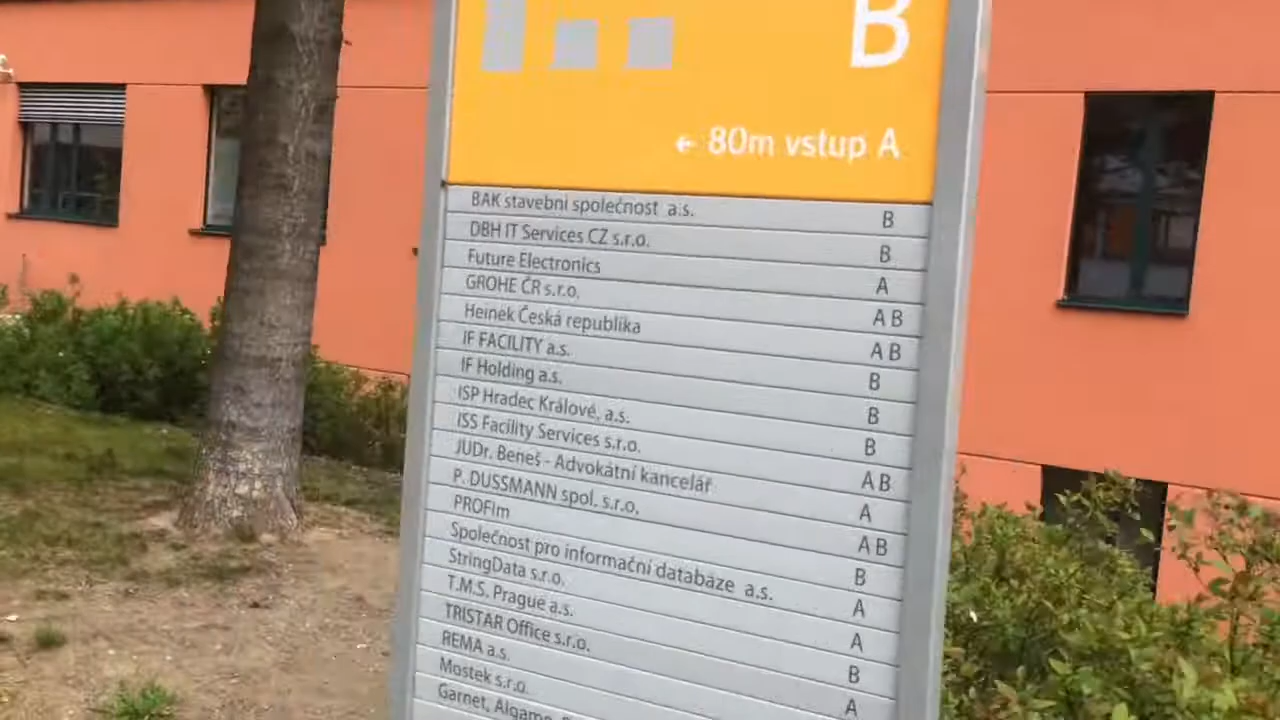 B
← 80m vstup A
BAK stavební společnost a.s. B
DBH IT Services CZ s.r.o. B
Future Electronics A
GROHE ČR s.r.o. A B
Heinek Česká republika A B
IF FACILITY a.s. B
IF Holding a.s. B
ISP Hradec Králové, a.s. B
ISS Facility Services s.r.o. A B
JUDr. Beneš - Advokátní kancelář A
P. DUSSMANN spol. s.r.o. A B
PROFIm B
Společnost pro informační databáze a.s. A
StringData s.r.o. A
T.M.S. Prague a.s. B
TRISTAR Office s.r.o. A
REMA a.s.
Mostek s.r.o.
Garnet, Algame,